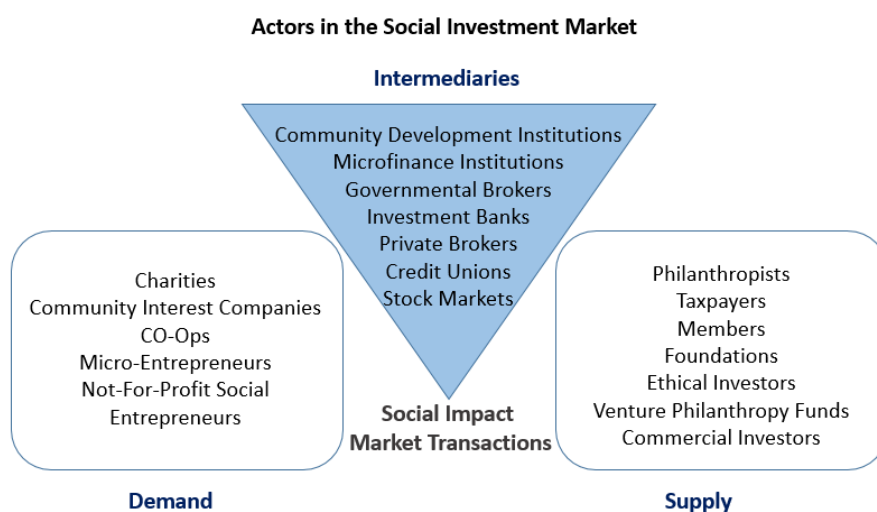 Actors in the Social Investment Market
Intermediaries
Community Development Institutions
Microfinance Institutions
Governmental Brokers
Investment Banks
Private Brokers
Credit Unions
Stock Markets
Charities
Community Interest Companies
CO-Ops
Micro-Entrepreneurs
Not-For-Profit Social
Entrepreneurs
Philanthropists
Taxpayers
Members
Foundations
Ethical Investors
Venture Philanthropy Funds
Commercial Investors
Social Impact
Market Transactions
Demand
Supply